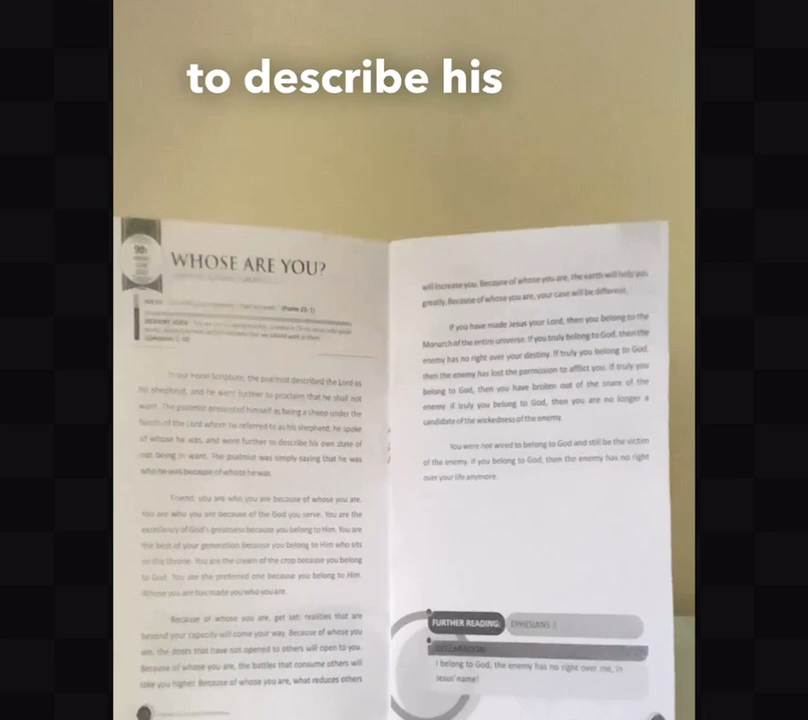 to describe his
9th
WHOSE ARE YOU?
(Psalm 23: 1)
MEMORY VERSE:
In our Focal Scripture, the psalmist described the Lord as
his shepherd, and he went further to proclaim that he shall not
want. The psalmist presented himself as being a sheep under the
of the Lord whom he referred to as his shepherd; he spoke
of whose he was, and went further to describe his own state of
not being in want. The psalmist was simply saying that he was
who he was because of whose he was.
Friend, you are who you are because of whose you are.
You are who you are because of the God you serve. You are the
excellency of God's greatness because you belong to Him. You are
the best of your generation because you belong to Him who sits
on the throne. You are the cream of the crop because you belong
to God. You are the preferred one because you belong to Him.
Whose you are has made you who you are.
Because of whose you are, get set: realities that are
beyond your capacity will come your way. Because of whose you
are, the doors that have not opened to others will open to you.
Because of whose you are, the battles that consume others will
take you higher. Because of whose you are, what reduces others
will increase you. Because of whose you are, the earth will help you
greatly. Because of whose you are, your case will be different.
If you have made Jesus your Lord, then you belong to the
Monarch of the entire universe. If you truly belong to God, then the
enemy has no right over your destiny. If truly you belong to God,
then the enemy has lost the permission to afflict you. If truly you
belong to God, then you have broken out of the snare of the
enemy. If truly you belong to God, then you are no longer a
candidate of the wickedness of the enemy.
You were not wired to belong to God and still be the victim
of the enemy. If you belong to God, then the enemy has no right
over your life anymore.
FURTHER READING: EPHESIANS
DECLARATION:
I belong to God; the enemy has no right over me, in
Jesus' name!